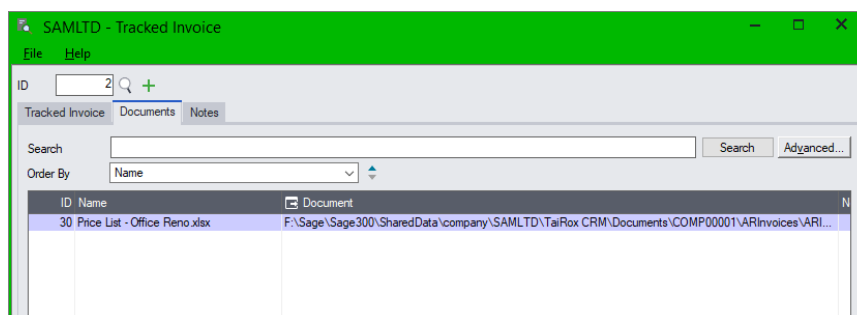 SAMLTD - Tracked Invoice
File Help
ID 2
Tracked Invoice Documents Notes
Search Search Advanced...
Order By Name
ID Name Document N
30 Price List - Office Reno.xlsx F:\Sage\Sage300\SharedData\company\SAMLTD\TaiRox CRM\Documents\COMP00001\ARInvoices\ARI...